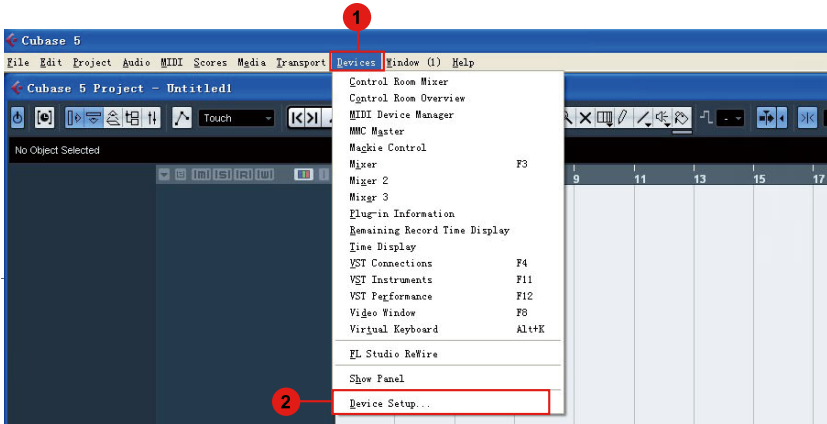 1
Cubase 5
File Edit Project Audio MIDI Scores Media Transport Devices Window (1) Help
Cubase 5 Project - Untitled1
Touch
No Object Selected
[m] [S] [R] [W]
9 11 13 15 17
Control Room Mixer
Control Room Overview
MIDI Device Manager
MMC Master
Mackie Control
Mixer F3
Mixer 2
Mixer 3
Plug-in Information
Remaining Record Time Display
Time Display
VST Connections F4
VST Instruments F11
VST Performance F12
Video Window F8
Virtual Keyboard Alt+K
FL Studio ReWire
Show Panel
2
Device Setup...